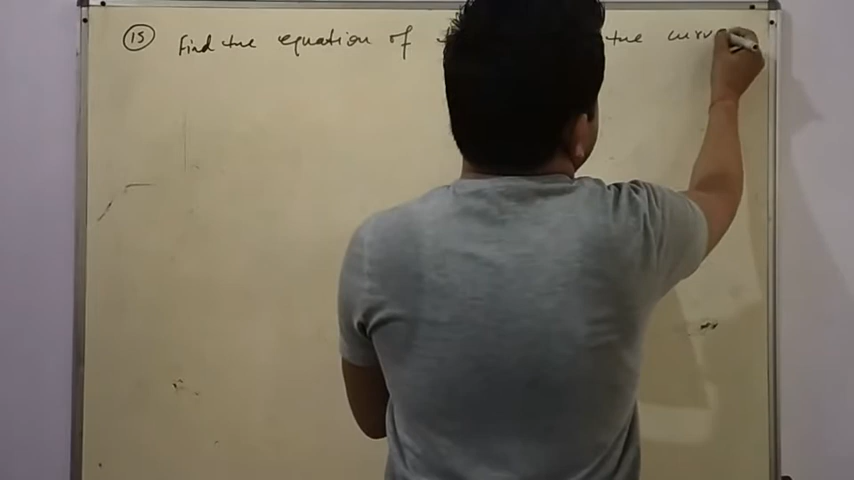 15 Find the equation of the curv